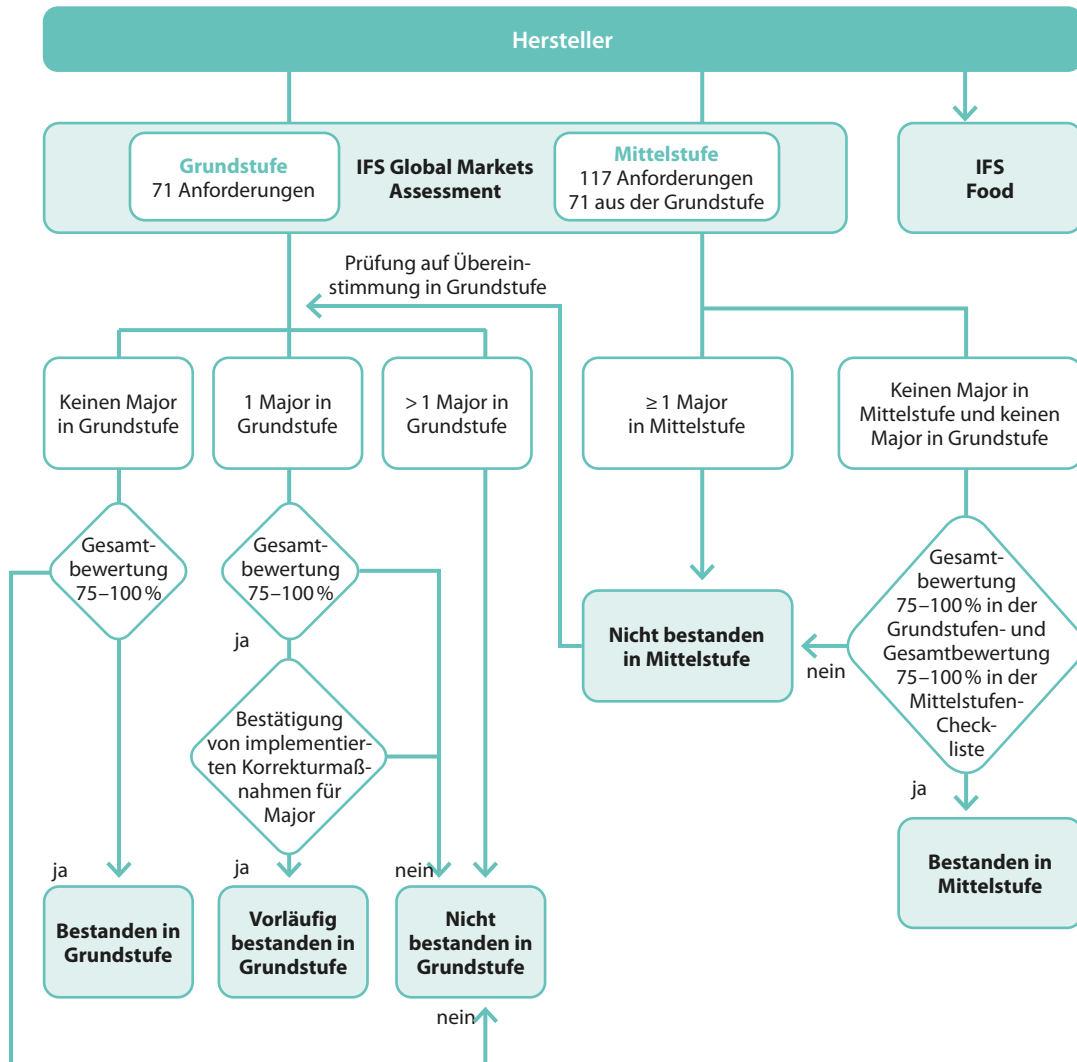 Hersteller
Grundstufe
71 Anforderungen
IFS Global Markets
Assessment
Mittelstufe
117 Anforderungen
71 aus der Grundstufe
IFS
Food
Prüfung auf Überein-
stimmung in Grundstufe
Keinen Major
in Grundstufe
1 Major in
Grundstufe
> 1 Major in
Grundstufe
≥ 1 Major
in Mittelstufe
Keinen Major in
Mittelstufe und keinen
Major in Grundstufe
Gesamt-
bewertung
75–100 %
Gesamt-
bewertung
75–100 %
ja
Nicht bestanden
in Mittelstufe
nein
Gesamt-
bewertung
75–100 % in der
Grundstufen- und
Gesamtbewertung
75–100 % in der
Mittelstufen-
Check-
liste
Bestätigung
von implementier-
ten Korrekturmaß-
nahmen für
Major
ja
ja
ja
nein
Bestanden in
Mittelstufe
Bestanden in
Grundstufe
Vorläufig
bestanden in
Grundstufe
Nicht
bestanden in
Grundstufe
nein